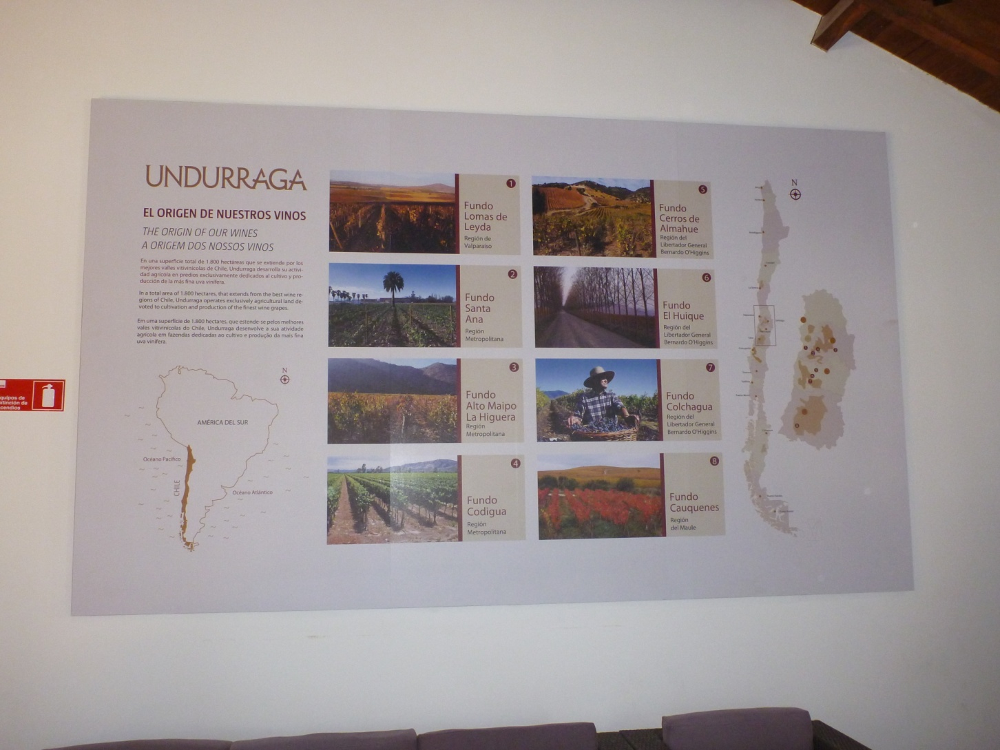 UNDURRAGA
EL ORIGEN DE NUESTROS VINOS
THE ORIGIN OF OUR WINES
A ORIGEM DOS NOSSOS VINOS
En una superficie total de 1.800 hectáreas que se extiende por los
mejores valles vitivinícolas de Chile, Undurraga desarrolla su activi-
dad agrícola en predios exclusivamente dedicados al cultivo y pro-
ducción de la más fina uva vinífera.
In a total area of 1.800 hectares, that extends from the best wine re-
gions of Chile, Undurraga operates exclusively agricultural land de-
voted to cultivation and production of the finest wine grapes.
Em uma superfície de 1.800 hectares, que estende-se pelos melhores
vales vitivinícolas do Chile, Undurraga desenvolve a sua atividade
agrícola em fazendas dedicadas ao cultivo e produção da mais fina
uva vinífera.
N
AMÉRICA DEL SUR
Océano Pacífico
CHILE
Océano Atlántico
1
Fundo
Lomas de
Leyda
Región de
Valparaíso
2
Fundo
Santa
Ana
Región
Metropolitana
3
Fundo
Alto Maipo
La Higuera
Región
Metropolitana
4
Fundo
Codigua
Región
Metropolitana
5
Fundo
Cerros de
Almahue
Región del
Libertador General
Bernardo O'Higgins
6
Fundo
El Huique
Región del
Libertador General
Bernardo O'Higgins
7
Fundo
Colchagua
Región del
Libertador General
Bernardo O'Higgins
8
Fundo
Cauquenes
Región
del Maule
N
quipos de
xtinción de
cendios